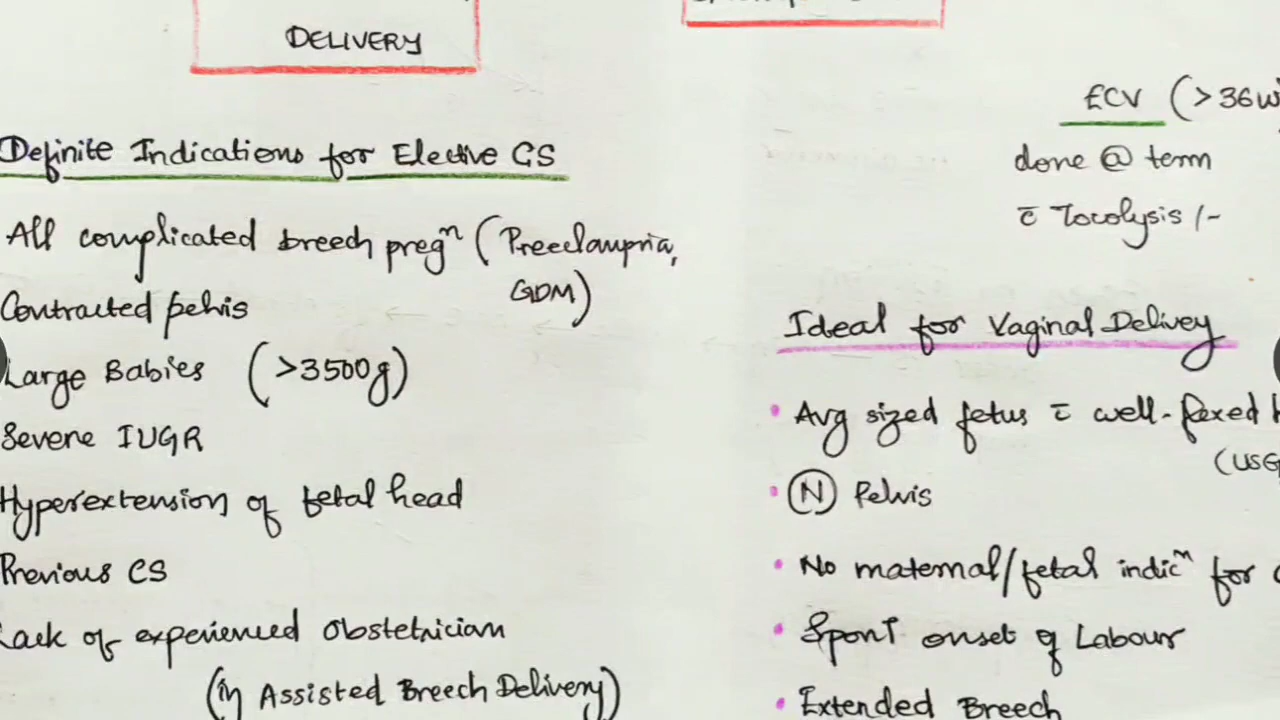 DELIVERY
Definite Indications for Elective CS
All complicated breech pregⁿ (Preeclampsia,
GDM)
Contracted pelvis
Large Babies (>3500g)
Severe IUGR
Hyperextension of fetal head
Previous CS
Lack of experienced obstetrician
(in Assisted Breech Delivery)
ECV (>36w
done @ term
c̄ Tocolysis /-
Ideal for Vaginal Delivey
• Avg sized fetus c̄ well-flexed
(USG
• Ⓝ Pelvis
• No maternal/fetal indicⁿ for
• Spont onset of Labour
• Extended Breech